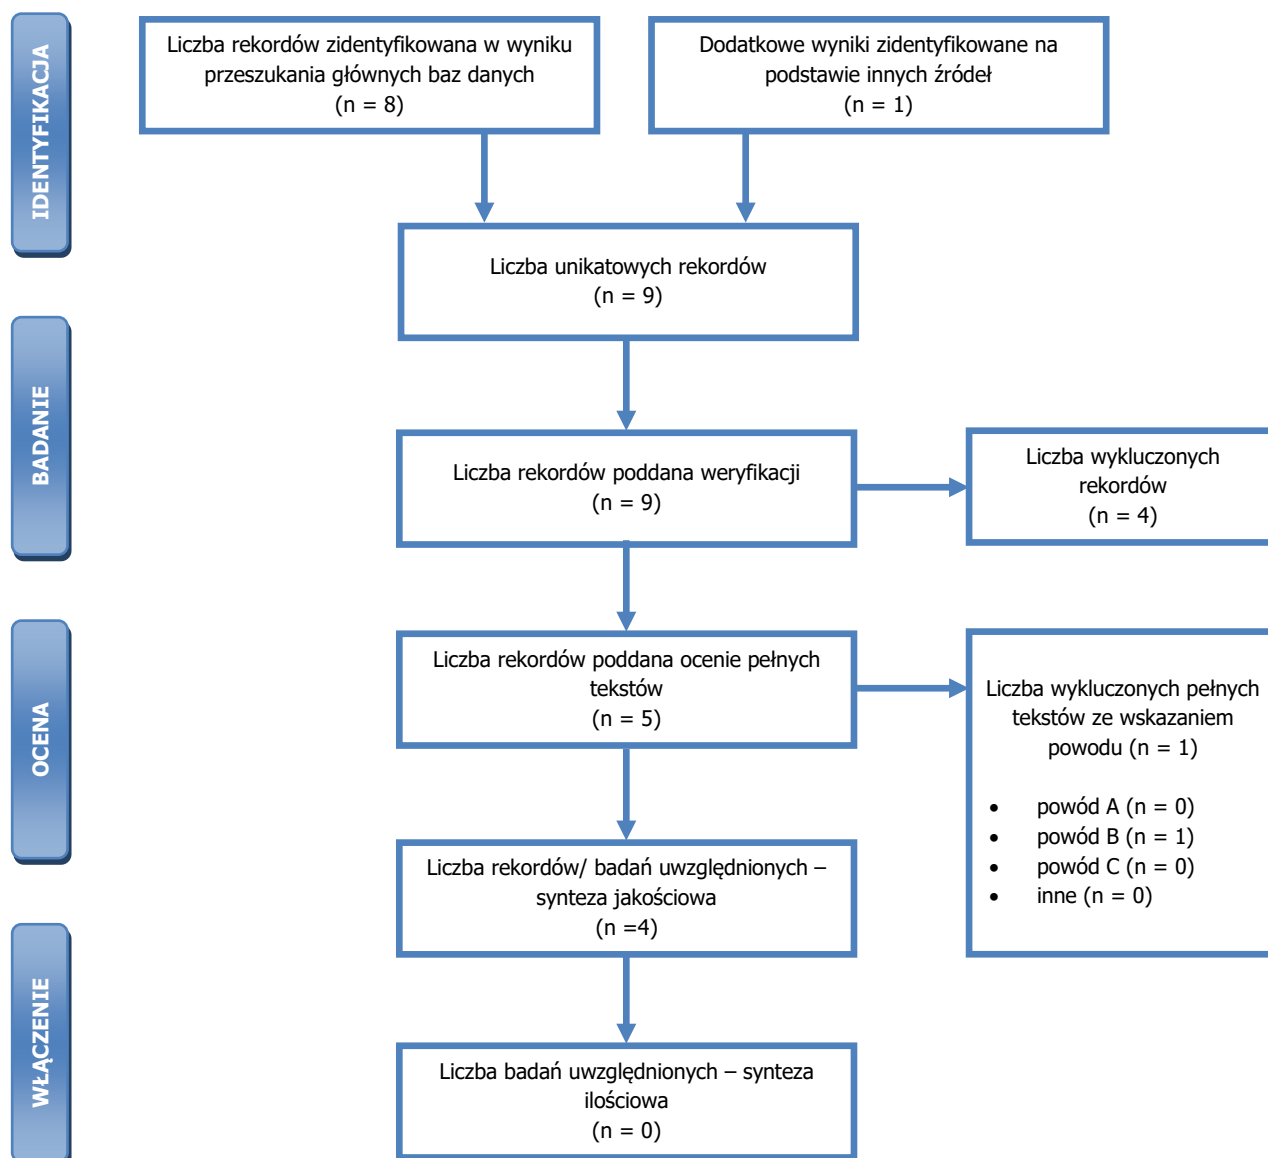 IDENTYFIKACJA
Liczba rekordów zidentyfikowana w wyniku
przeszukania głównych baz danych
(n = 8)
Dodatkowe wyniki zidentyfikowane na
podstawie innych źródeł
(n = 1)
Liczba unikatowych rekordów
(n = 9)
BADANIE
Liczba rekordów poddana weryfikacji
(n = 9)
Liczba wykluczonych
rekordów
(n = 4)
OCENA
Liczba rekordów poddana ocenie pełnych
tekstów
(n = 5)
Liczba wykluczonych pełnych
tekstów ze wskazaniem
powodu (n = 1)
• powód A (n = 0)
• powód B (n = 1)
• powód C (n = 0)
• inne (n = 0)
Liczba rekordów/ badań uwzględnionych –
synteza jakościowa
(n =4)
WŁĄCZENIE
Liczba badań uwzględnionych – synteza
ilościowa
(n = 0)